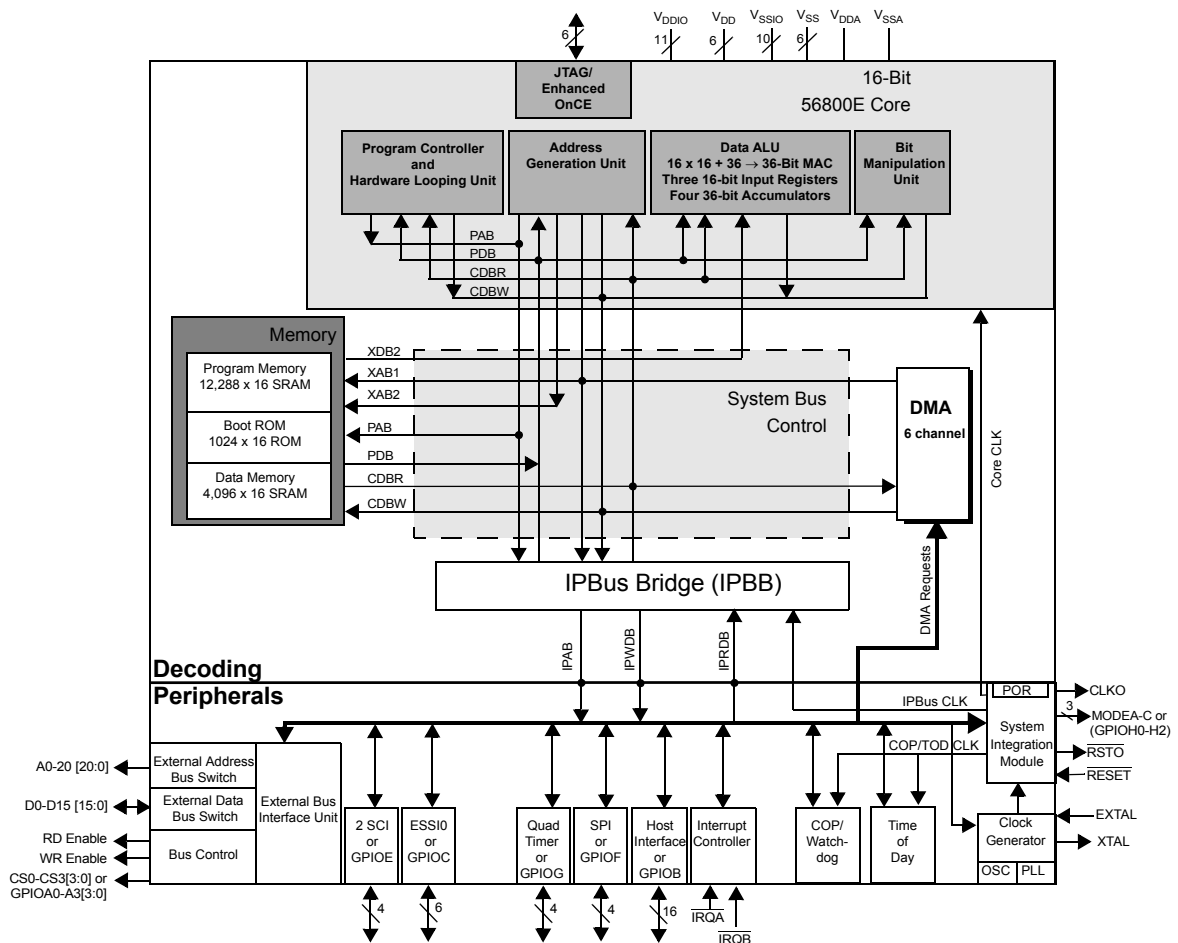 V_DDIO V_DD V_SSIO V_SS V_DDA V_SSA
6 11 6 10 6
JTAG/
Enhanced
OnCE
16-Bit
56800E Core
Program Controller
and
Hardware Looping Unit
Address
Generation Unit
Data ALU
16 x 16 + 36 → 36-Bit MAC
Three 16-bit Input Registers
Four 36-bit Accumulators
Bit
Manipulation
Unit
PAB
PDB
CDBR
CDBW
Memory
Program Memory
12,288 x 16 SRAM
Boot ROM
1024 x 16 ROM
Data Memory
4,096 x 16 SRAM
XDB2
XAB1
XAB2
PAB
PDB
CDBR
CDBW
System Bus
Control
DMA
6 channel
Core CLK
DMA Requests
IPBus Bridge (IPBB)
IPAB
IPWDB
IPRDB
Decoding
Peripherals
IPBus CLK
COP/TOD CLK
POR
System
Integration
Module
CLKO
3
MODEA-C or
(GPIOH0-H2)
RSTO
RESET
EXTAL
XTAL
Clock
Generator
OSC PLL
A0-20 [20:0]
D0-D15 [15:0]
RD Enable
WR Enable
CS0-CS3[3:0] or
GPIOA0-A3[3:0]
External Address
Bus Switch
External Data
Bus Switch
Bus Control
External Bus
Interface Unit
2 SCI
or
GPIOE
ESSI0
or
GPIOC
Quad
Timer
or
GPIOG
SPI
or
GPIOF
Host
Interface
or
GPIOB
Interrupt
Controller
COP/
Watch-
dog
Time
of
Day
4 6 4 4 16
IRQA
IRQB